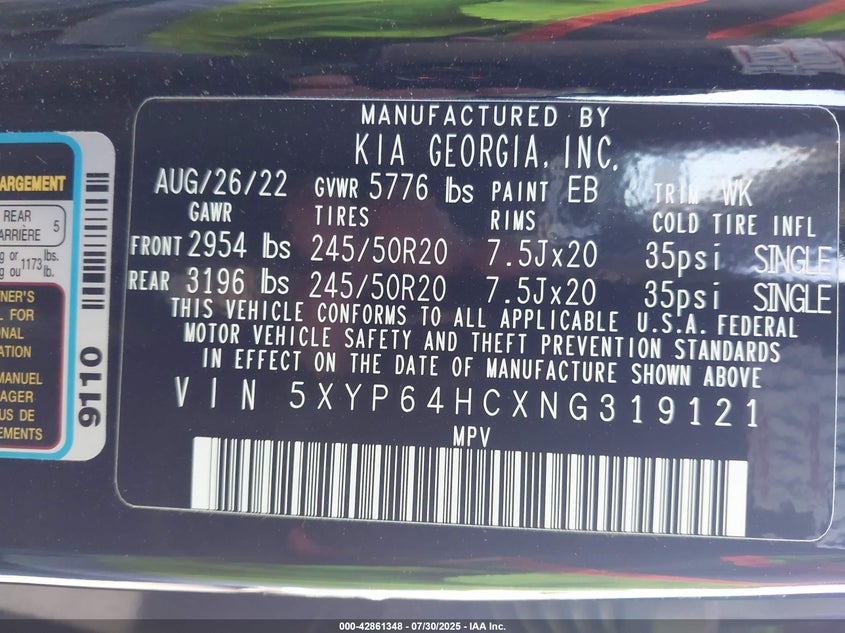 MANUFACTURED BY
KIA GEORGIA, INC.
AUG/26/22 GVWR 5776 lbs PAINT EB TRIM WK
GAWR TIRES RIMS COLD TIRE INFL
FRONT 2954 lbs 245/50R20 7.5Jx20 35psi SINGLE
REAR 3196 lbs 245/50R20 7.5Jx20 35psi SINGLE
THIS VEHICLE CONFORMS TO ALL APPLICABLE U.S.A. FEDERAL
MOTOR VEHICLE SAFETY AND THEFT PREVENTION STANDARDS
IN EFFECT ON THE DATE OF MANUFACTURE SHOWN ABOVE
VIN 5XYP64HCXNG319121
MPV
ARGEMENT
REAR 5
ARRIÈRE
g or 1173 lbs.
g ou lb.
NER'S
L FOR
ONAL
ATION
MANUEL
AGER
US DE
EMENTS
9110
000-42861348 - 07/30/2025 - IAA Inc.